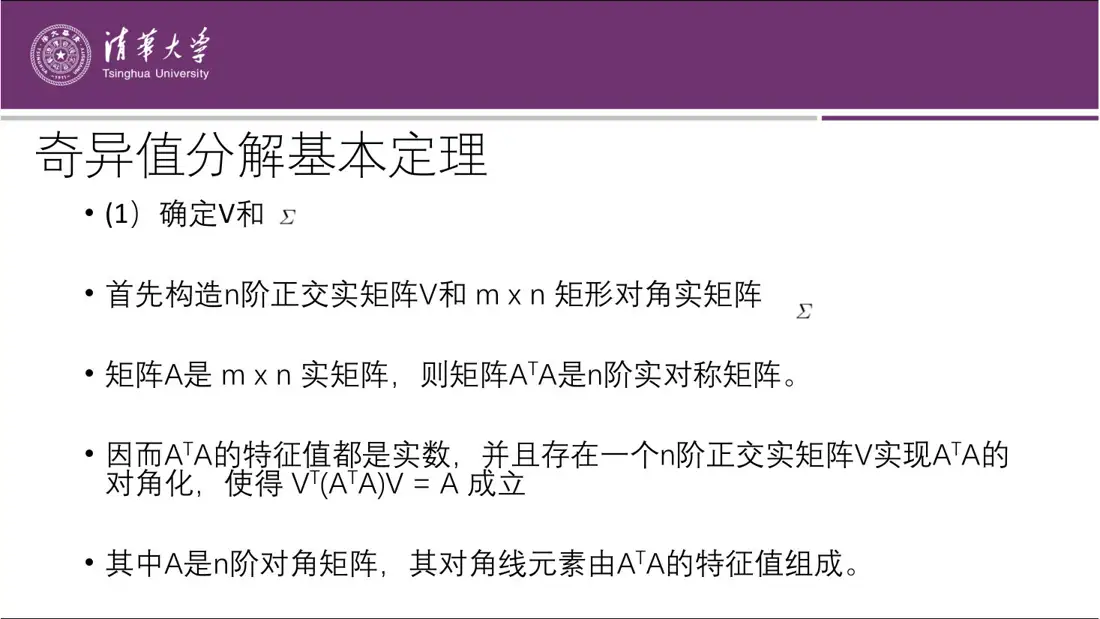 清华大学
Tsinghua University
奇异值分解基本定理
• (1）确定V和 Σ
• 首先构造n阶正交实矩阵V和 m x n 矩形对角实矩阵 Σ
• 矩阵A是 m x n 实矩阵，则矩阵AᵀA是n阶实对称矩阵。
• 因而AᵀA的特征值都是实数，并且存在一个n阶正交实矩阵V实现AᵀA的
对角化，使得 Vᵀ(AᵀA)V = A 成立
• 其中A是n阶对角矩阵，其对角线元素由AᵀA的特征值组成。